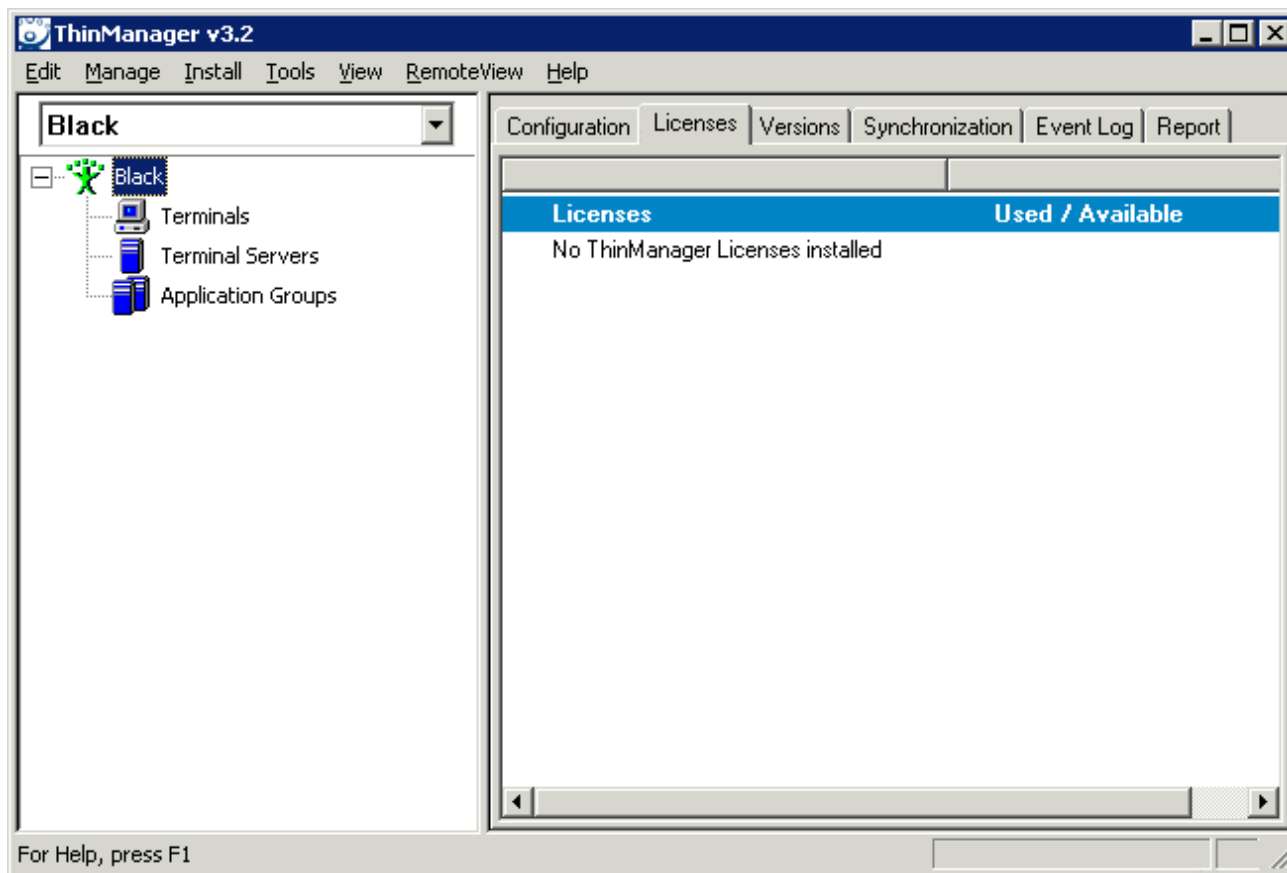 ThinManager v3.2
Edit Manage Install Tools View RemoteView Help
Black
Black
Terminals
Terminal Servers
Application Groups
Configuration Licenses Versions Synchronization Event Log Report
Licenses Used / Available
No ThinManager Licenses installed
For Help, press F1